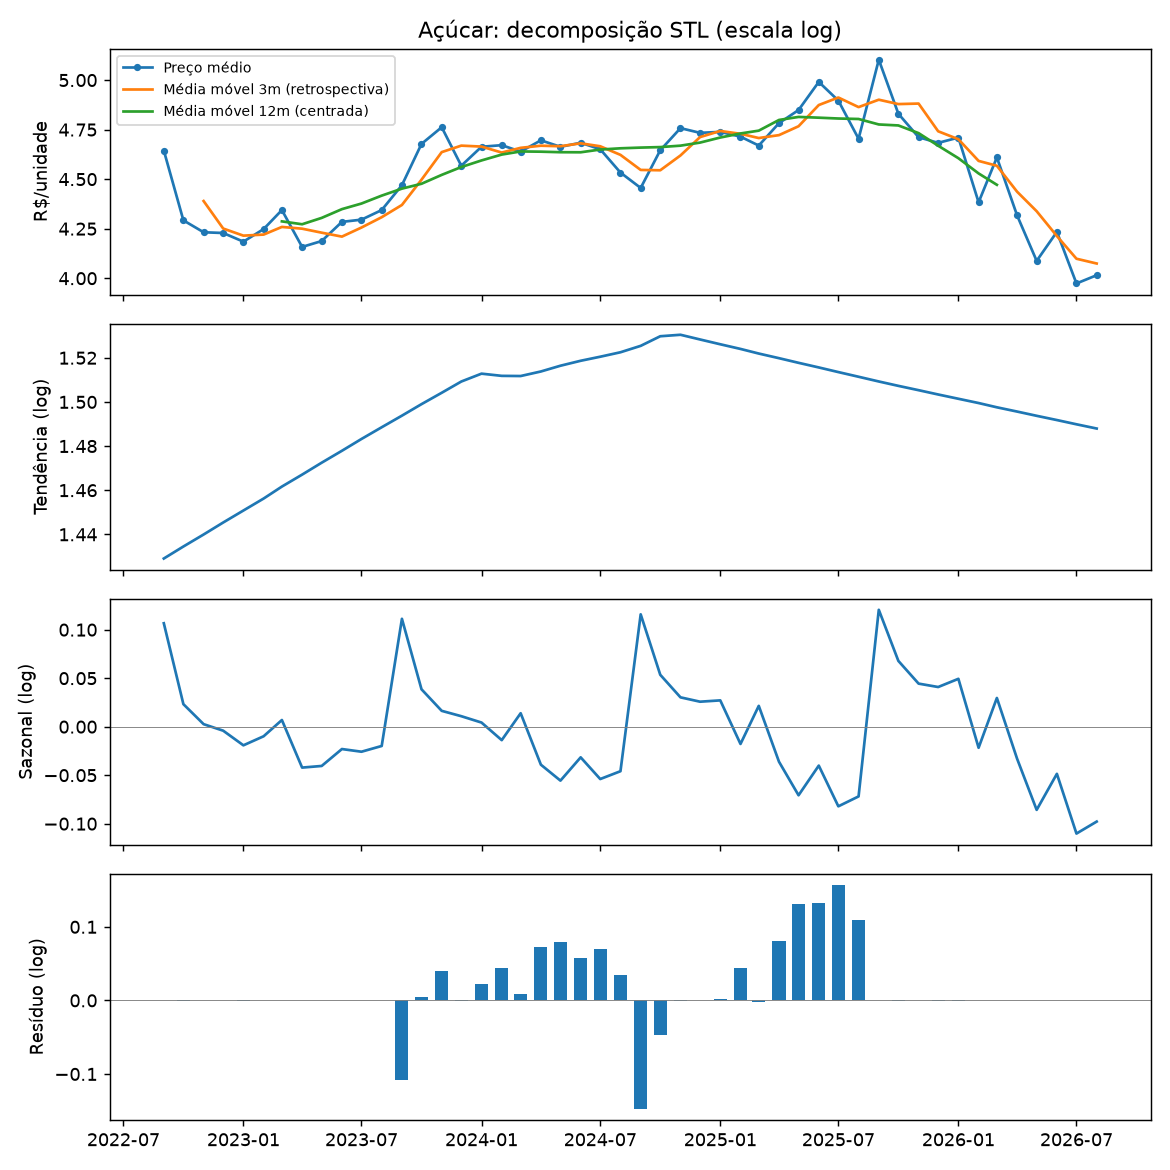 Açúcar: decomposição STL (escala log)
Preço médio
Média móvel 3m (retrospectiva)
Média móvel 12m (centrada)
R$/unidade
5.00
4.75
4.50
4.25
4.00
Tendência (log)
1.52
1.50
1.48
1.46
1.44
Sazonal (log)
0.10
0.05
0.00
−0.05
−0.10
Resíduo (log)
0.1
0.0
−0.1
2022-07 2023-01 2023-07 2024-01 2024-07 2025-01 2025-07 2026-01 2026-07